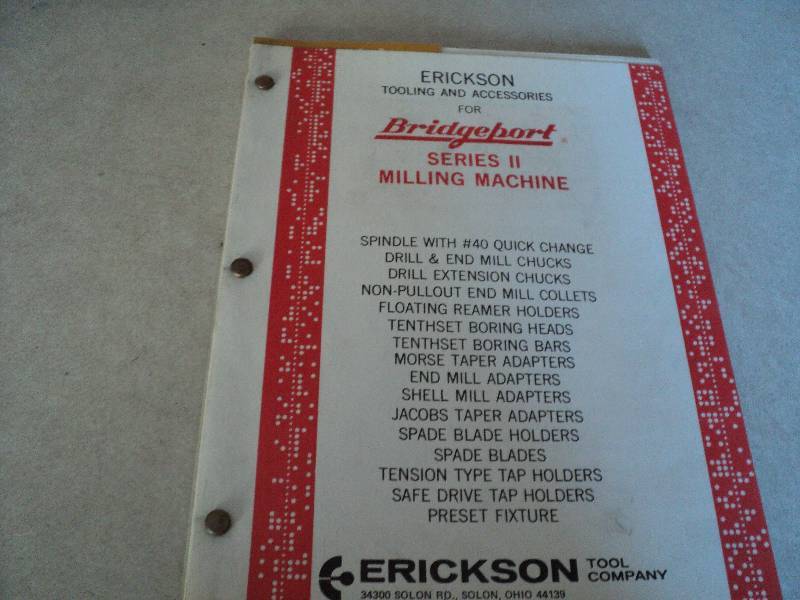 ERICKSON
TOOLING AND ACCESSORIES
FOR
Bridgeport
SERIES II
MILLING MACHINE
SPINDLE WITH #40 QUICK CHANGE
DRILL & END MILL CHUCKS
DRILL EXTENSION CHUCKS
NON-PULLOUT END MILL COLLETS
FLOATING REAMER HOLDERS
TENTHSET BORING HEADS
TENTHSET BORING BARS
MORSE TAPER ADAPTERS
END MILL ADAPTERS
SHELL MILL ADAPTERS
JACOBS TAPER ADAPTERS
SPADE BLADE HOLDERS
SPADE BLADES
TENSION TYPE TAP HOLDERS
SAFE DRIVE TAP HOLDERS
PRESET FIXTURE
ERICKSON TOOL COMPANY
34300 SOLON RD., SOLON, OHIO 44139